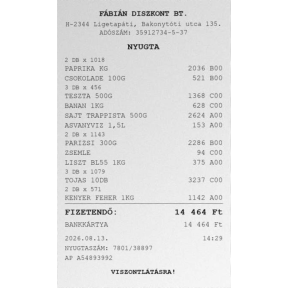 FÁBIÁN DISZKONT BT.
H-2344 Ligetapáti, Bakonytóti utca 135.
ADÓSZÁM: 35912734-5-37
NYUGTA
2 DB x 1018
PAPRIKA KG 2036 B00
CSOKOLADE 100G 521 B00
3 DB x 456
TESZTA 500G 1368 C00
BANAN 1KG 628 C00
SAJT TRAPPISTA 500G 2624 A00
ASVANYVIZ 1,5L 153 A00
2 DB x 1143
PARIZSI 300G 2286 B00
ZSEMLE 94 C00
LISZT BL55 1KG 375 A00
3 DB x 1079
TOJAS 10DB 3237 C00
2 DB x 571
KENYER FEHER 1KG 1142 A00
FIZETENDŐ: 14 464 Ft
BANKKÁRTYA 14 464 Ft
2026.08.13. 14:29
NYUGTASZÁM: 7801/38897
AP A54893992
VISZONTLÁTÁSRA!